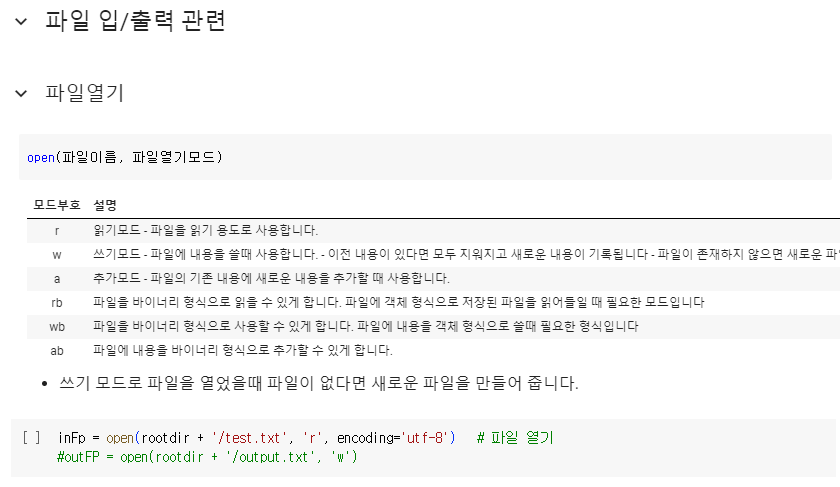 파일 입/출력 관련
파일열기
open(파일이름, 파일열기모드)
모드부호 설명
r 읽기모드 - 파일을 읽기 용도로 사용합니다.
w 쓰기모드 - 파일에 내용을 쓸때 사용합니다. - 이전 내용이 있다면 모두 지워지고 새로운 내용이 기록됩니다 - 파일이 존재하지 않으면 새로운
a 추가모드 - 파일의 기존 내용에 새로운 내용을 추가할 때 사용합니다.
rb 파일을 바이너리 형식으로 읽을 수 있게 합니다. 파일에 객체 형식으로 저장된 파일을 읽어들일 때 필요한 모드입니다
wb 파일을 바이너리 형식으로 사용할 수 있게 합니다. 파일에 내용을 객체 형식으로 쓸때 필요한 형식입니다
ab 파일에 내용을 바이너리 형식으로 추가할 수 있게 합니다.
• 쓰기 모드로 파일을 열었을때 파일이 없다면 새로운 파일을 만들어 줍니다.
[ ] inFp = open(rootdir + '/test.txt', 'r', encoding='utf-8') # 파일 열기
#outFP = open(rootdir + '/output.txt', 'w')